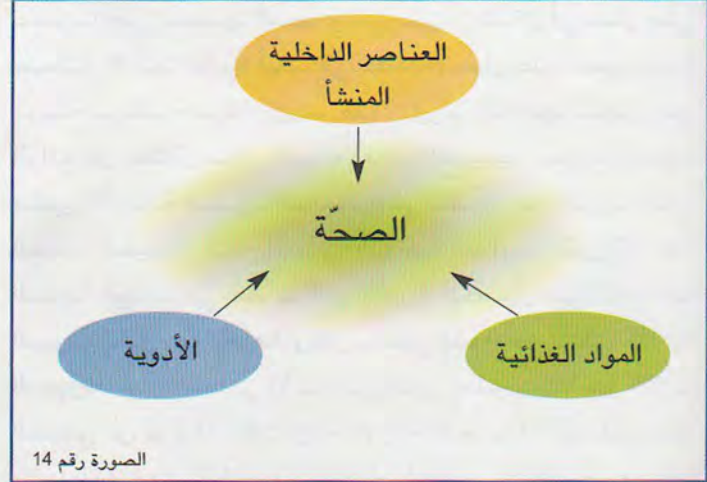 العناصر الداخلية
المنشأ
الصحّة
المواد الغذائية
الأدوية
الصورة رقم 14